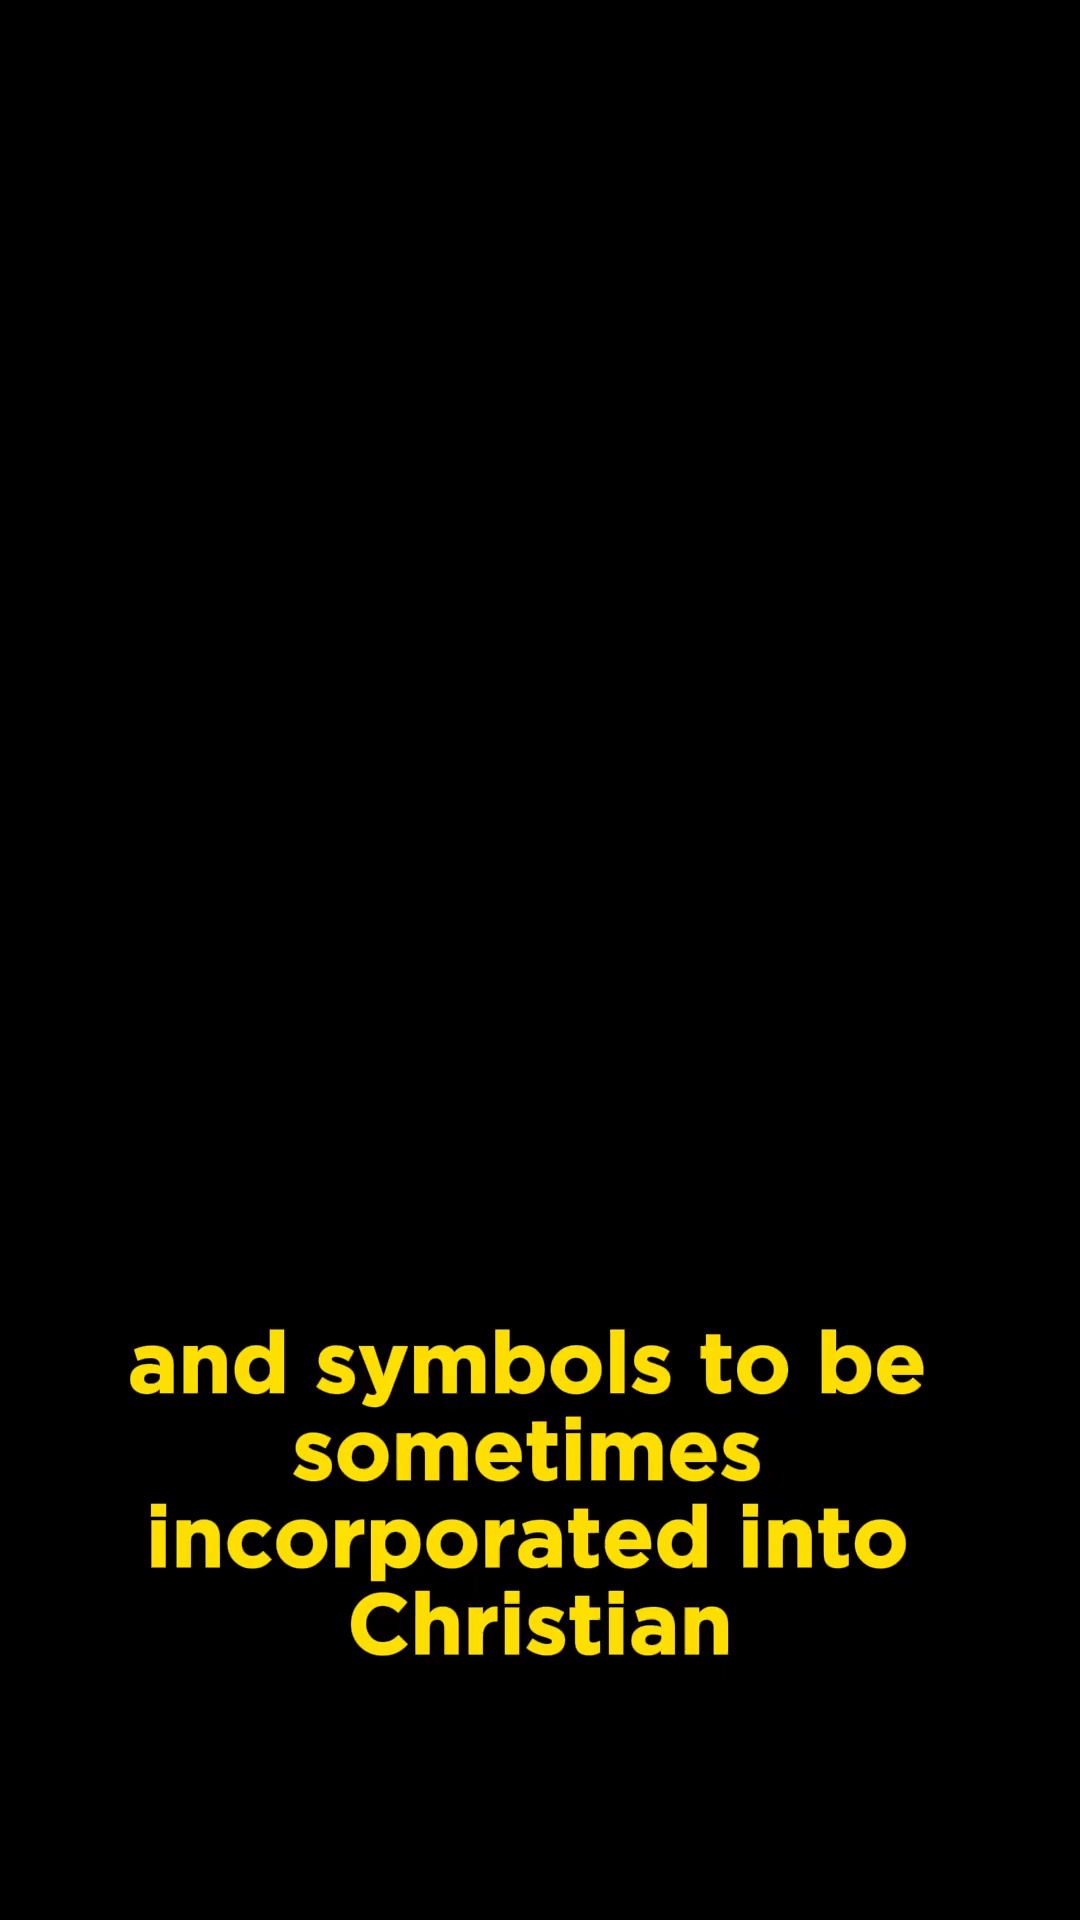 and symbols to be
sometimes
incorporated into
Christian